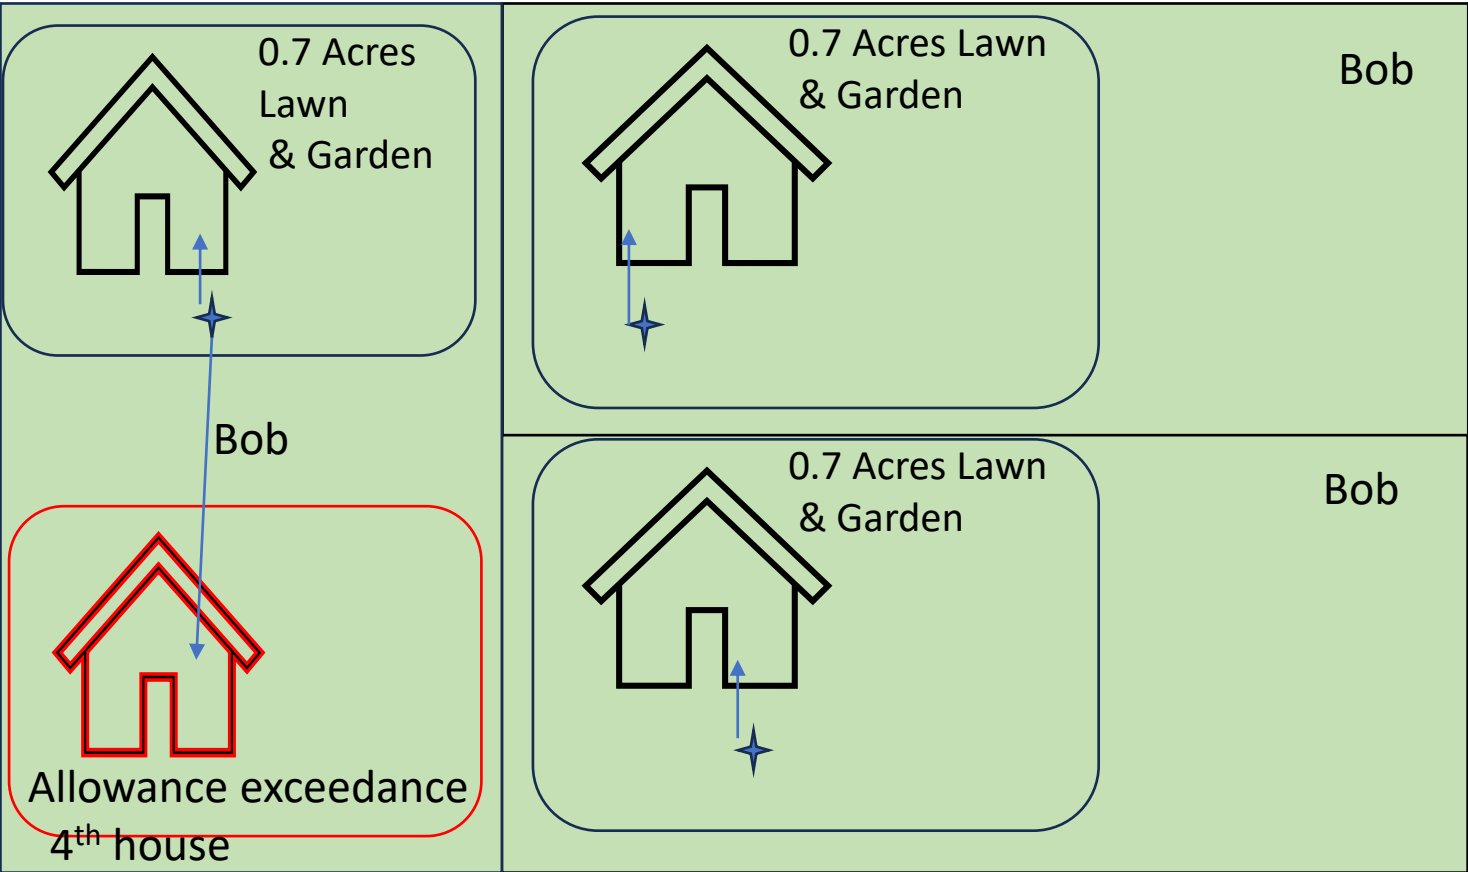 0.7 Acres
Lawn
& Garden
Bob
Allowance exceedance
4th house
0.7 Acres Lawn
& Garden
Bob
0.7 Acres Lawn
& Garden
Bob